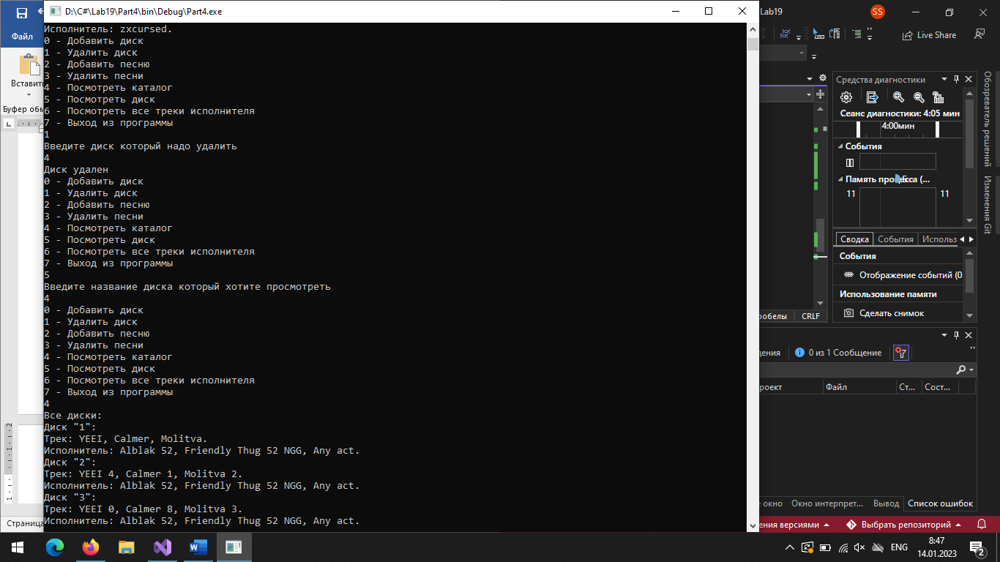 D:\C#\Lab19\Part4\bin\Debug\Part4.exe
Lab19
SS
Файл
Live Share
Вставить
Буфер обм
Исполнитель: zxcursed.
0 - Добавить диск
1 - Удалить диск
2 - Добавить песню
3 - Удалить песни
4 - Посмотреть каталог
5 - Посмотреть диск
6 - Посмотреть все треки исполнителя
7 - Выход из программы
1
Введите диск который надо удалить
4
Диск удален
0 - Добавить диск
1 - Удалить диск
2 - Добавить песню
3 - Удалить песни
4 - Посмотреть каталог
5 - Посмотреть диск
6 - Посмотреть все треки исполнителя
7 - Выход из программы
5
Введите название диска который хотите просмотреть
4
0 - Добавить диск
1 - Удалить диск
2 - Добавить песню
3 - Удалить песни
4 - Посмотреть каталог
5 - Посмотреть диск
6 - Посмотреть все треки исполнителя
7 - Выход из программы
4
Все диски:
Диск "1":
Трек: YEEI, Calmer, Molitva.
Исполнитель: Alblak 52, Friendly Thug 52 NGG, Any act.
Диск "2":
Трек: YEEI 4, Calmer 1, Molitva 2.
Исполнитель: Alblak 52, Friendly Thug 52 NGG, Any act.
Диск "3":
Трек: YEEI 0, Calmer 8, Molitva 3.
Исполнитель: Alblak 52, Friendly Thug 52 NGG, Any act.
Страница
Средства диагностики
Сеанс диагностики: 4:05 мин
4:00мин
События
Память процесса (...
11 11
Сводка События Использ
События
Отображение событий (0
Использование памяти
Сделать снимок
Обозреватель решений
Изменения Git
робелы CRLF
дения 0 из 1 Сообщение
роект Файл Ст... Сост...
е окно Окно интерпрет... Вывод Список ошибок
ения версиями Выбрать репозиторий
ENG
8:47
14.01.2023
2